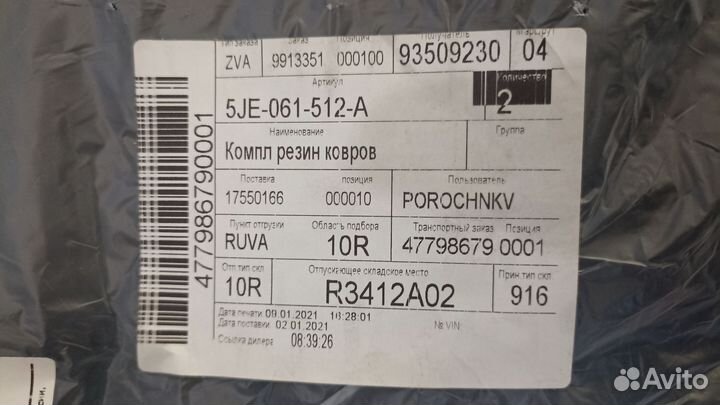 Тип заказа Заказ Позиция Получатель Маршрут
ZVA 9913351 000100 93509230 04
Артикул Количество
5JE-061-512-A 2
Наименование Группа
Компл резин ковров
Поставка позиция Пользователь
17550166 000010 POROCHNKV
Пункт отгрузки Область подбора Транспортный заказ Позиция
RUVA 10R 47798679 0001
Отп.тип скл Отпускающее складское место Прин тип скл
10R R3412A02 916
Дата печати 09.01.2021 16:28:01
Дата поставки 02.01.2021 № VIN
Ссылка дилера 08:39:26
477986790001
Avito